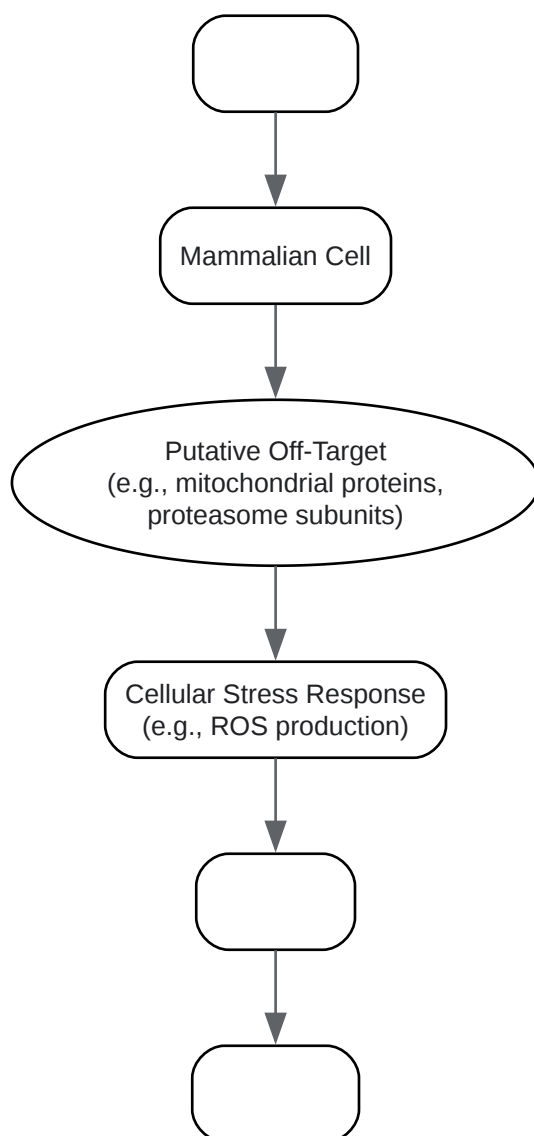 Mammalian Cell
Putative Off-Target
(e.g., mitochondrial proteins,
proteasome subunits)
Cellular Stress Response
(e.g., ROS production)